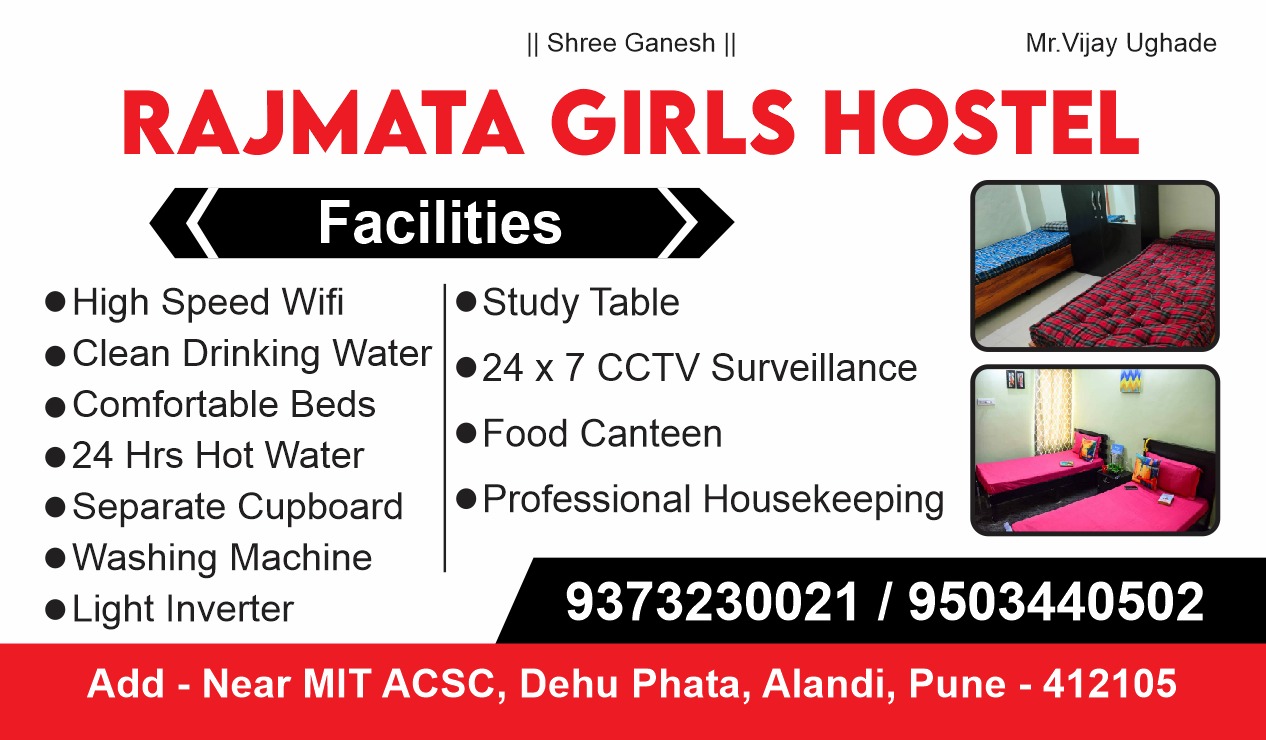 || Shree Ganesh ||
Mr.Vijay Ughade
RAJMATA GIRLS HOSTEL
Facilities
High Speed Wifi
Clean Drinking Water
Comfortable Beds
24 Hrs Hot Water
Separate Cupboard
Washing Machine
Light Inverter
Study Table
24 x 7 CCTV Surveillance
Food Canteen
Professional Housekeeping
9373230021 / 9503440502
Add - Near MIT ACSC, Dehu Phata, Alandi, Pune - 412105